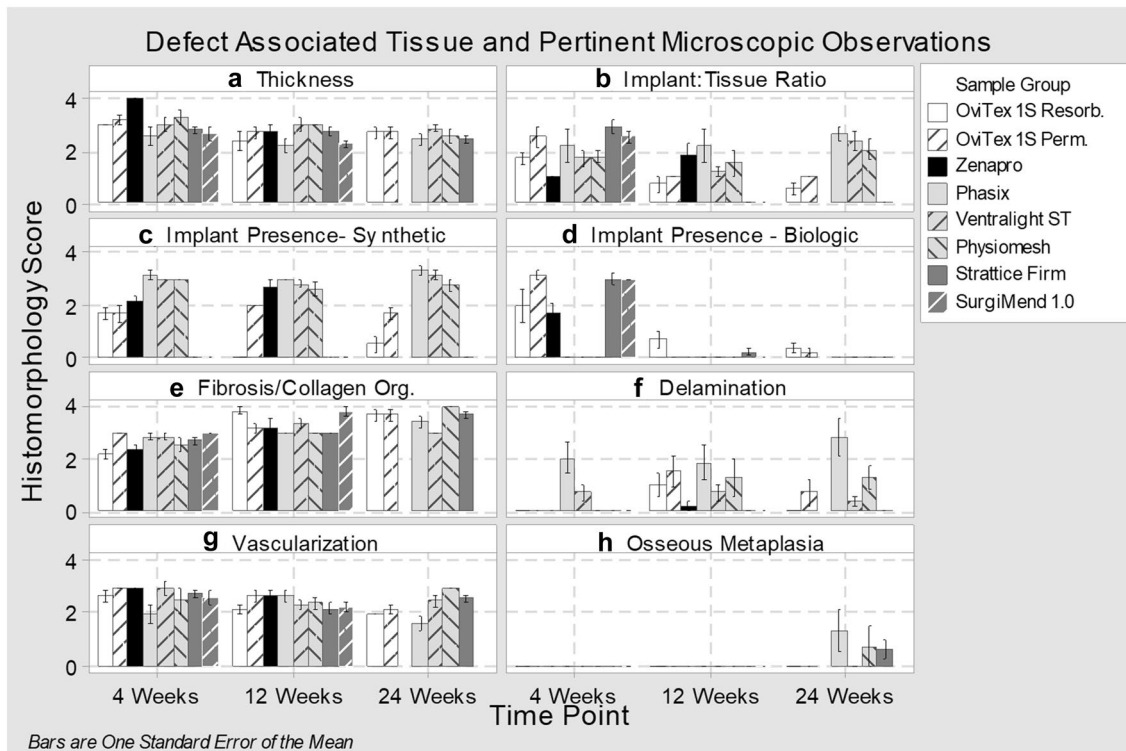 Defect Associated Tissue and Pertinent Microscopic Observations
a Thickness
b Implant:Tissue Ratio
4
2
0
c Implant Presence- Synthetic
d Implant Presence - Biologic
4
2
0
e Fibrosis/Collagen Org.
f Delamination
4
2
0
g Vascularization
h Osseous Metaplasia
4
2
0
Histomorphology Score
4 Weeks 12 Weeks 24 Weeks
4 Weeks 12 Weeks 24 Weeks
Time Point
Bars are One Standard Error of the Mean
Sample Group
OviTex 1S Resorb.
OviTex 1S Perm.
Zenapro
Phasix
Ventralight ST
Physiomesh
Strattice Firm
SurgiMend 1.0